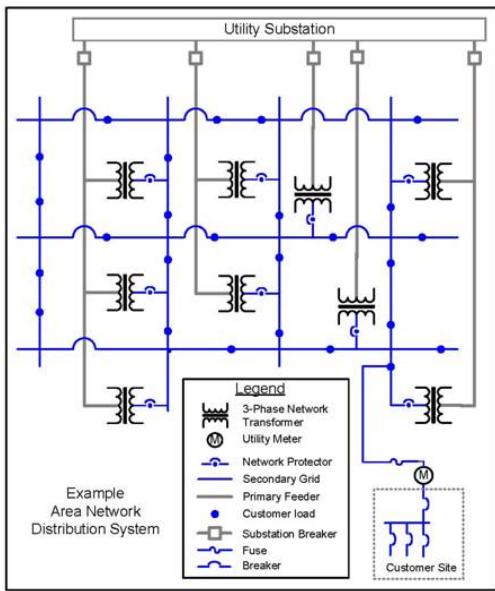 Utility Substation
Legend
3-Phase Network
Transformer
M
Utility Meter
Network Protector
Secondary Grid
Primary Feeder
Customer load
Substation Breaker
Fuse
Breaker
Example
Area Network
Distribution System
M
Customer Site